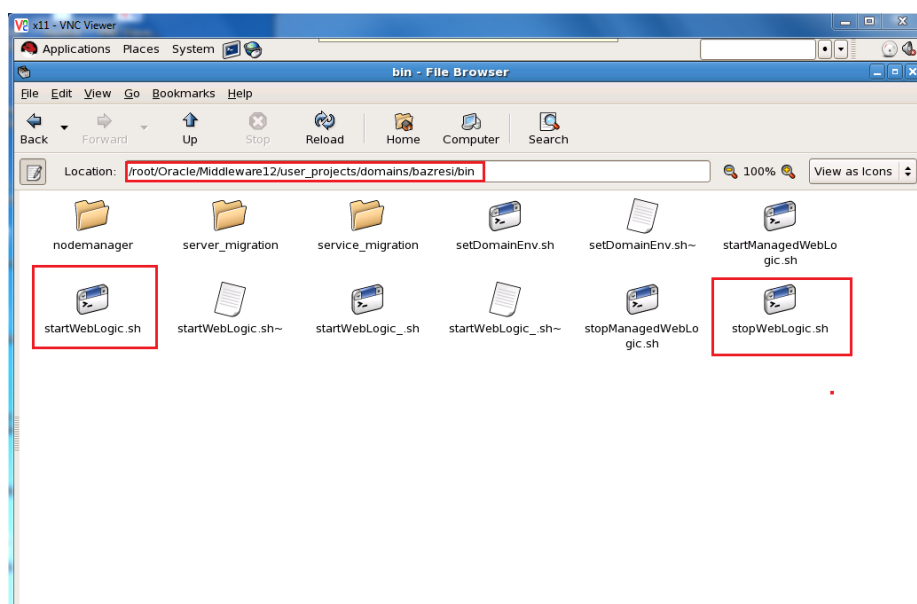 x11 - VNC Viewer
Applications Places System
bin - File Browser
File Edit View Go Bookmarks Help
Back Forward Up Stop Reload Home Computer Search
Location: /root/Oracle/Middleware12/user_projects/domains/bazresi/bin 100% View as Icons
nodemanager server_migration service_migration setDomainEnv.sh setDomainEnv.sh~ startManagedWebLo
gic.sh
startWebLogic.sh startWebLogic.sh~ startWebLogic_.sh startWebLogic_.sh~ stopManagedWebLo stopWebLogic.sh
gic.sh